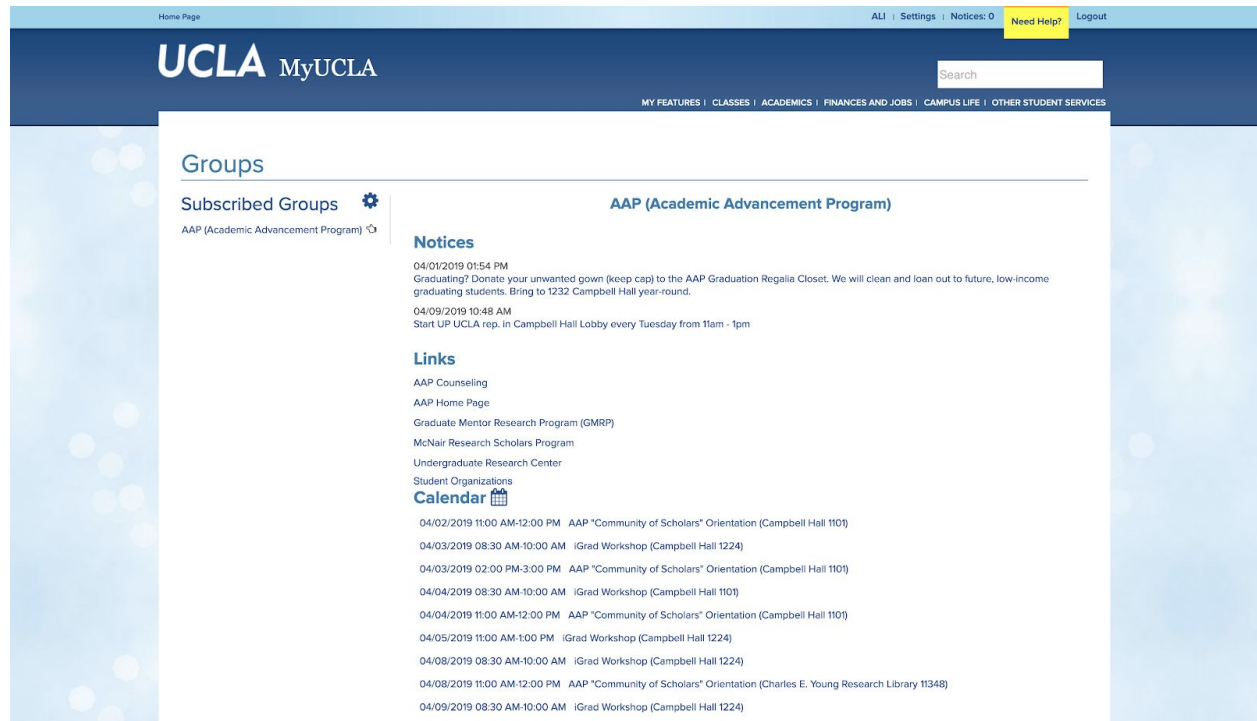 Home Page
ALI | Settings | Notices: 0 Need Help? Logout
UCLA MyUCLA
Search
MY FEATURES | CLASSES | ACADEMICS | FINANCES AND JOBS | CAMPUS LIFE | OTHER STUDENT SERVICES
Groups
Subscribed Groups
AAP (Academic Advancement Program)
AAP (Academic Advancement Program)
Notices
04/01/2019 01:54 PM
Graduating? Donate your unwanted gown (keep cap) to the AAP Graduation Regalia Closet. We will clean and loan out to future, low-income
graduating students. Bring to 1232 Campbell Hall year-round.
04/09/2019 10:48 AM
Start UP UCLA rep. in Campbell Hall Lobby every Tuesday from 11am - 1pm
Links
AAP Counseling
AAP Home Page
Graduate Mentor Research Program (GMRP)
McNair Research Scholars Program
Undergraduate Research Center
Student Organizations
Calendar
04/02/2019 11:00 AM-12:00 PM AAP "Community of Scholars" Orientation (Campbell Hall 1101)
04/03/2019 08:30 AM-10:00 AM iGrad Workshop (Campbell Hall 1224)
04/03/2019 02:00 PM-3:00 PM AAP "Community of Scholars" Orientation (Campbell Hall 1101)
04/04/2019 08:30 AM-10:00 AM iGrad Workshop (Campbell Hall 1101)
04/04/2019 11:00 AM-12:00 PM AAP "Community of Scholars" Orientation (Campbell Hall 1101)
04/05/2019 11:00 AM-1:00 PM iGrad Workshop (Campbell Hall 1224)
04/08/2019 08:30 AM-10:00 AM iGrad Workshop (Campbell Hall 1224)
04/08/2019 11:00 AM-12:00 PM AAP "Community of Scholars" Orientation (Charles E. Young Research Library 11348)
04/09/2019 08:30 AM-10:00 AM iGrad Workshop (Campbell Hall 1224)